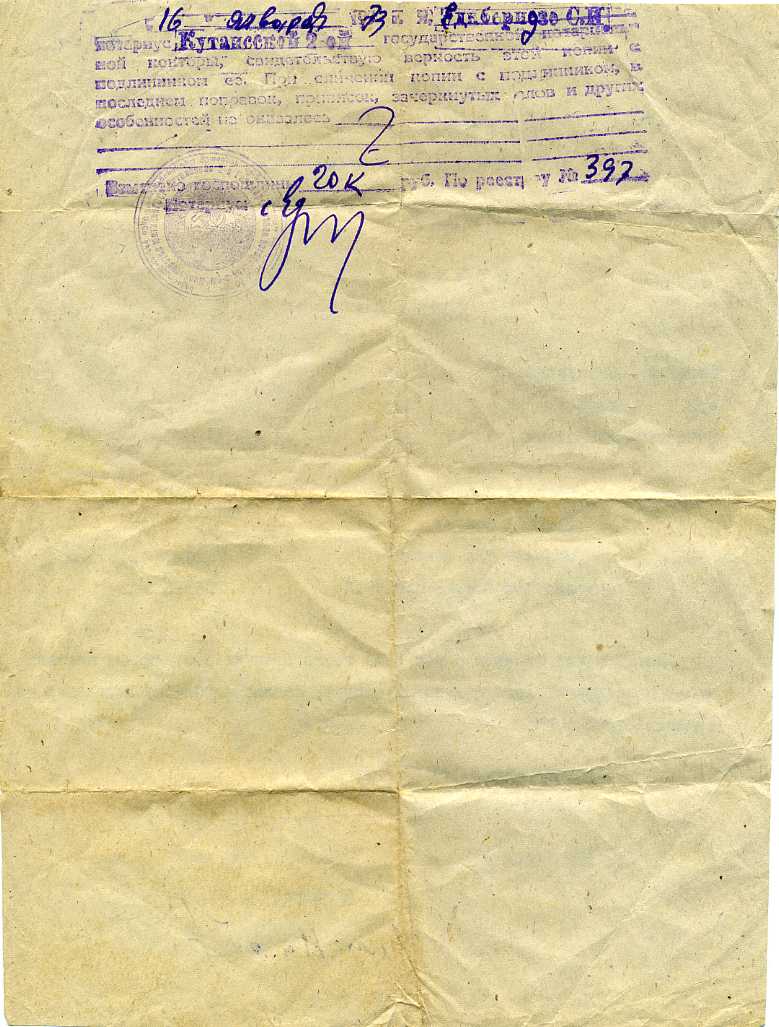 16 января 73 г. Я, С.И.
нотариус Кутаисской 2-ой государственной нотариаль-
ной конторы, свидетельствую верность этой копии с
подлинником ее. При сличении копии с подлинником, в
последнем поправок, приписок, зачеркнутых слов и других
особенностей не оказалось
Взыскано госпошлины 20к руб. По реестру № 397
Нотариус